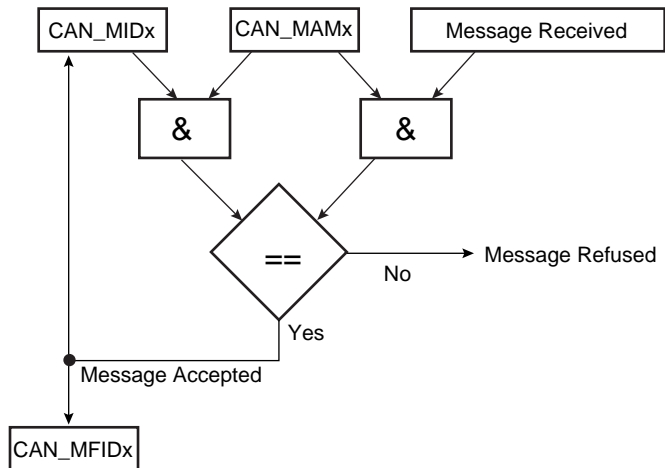 CAN_MIDx
CAN_MAMx
Message Received
&
&
==
No
Message Refused
Yes
Message Accepted
CAN_MFIDx